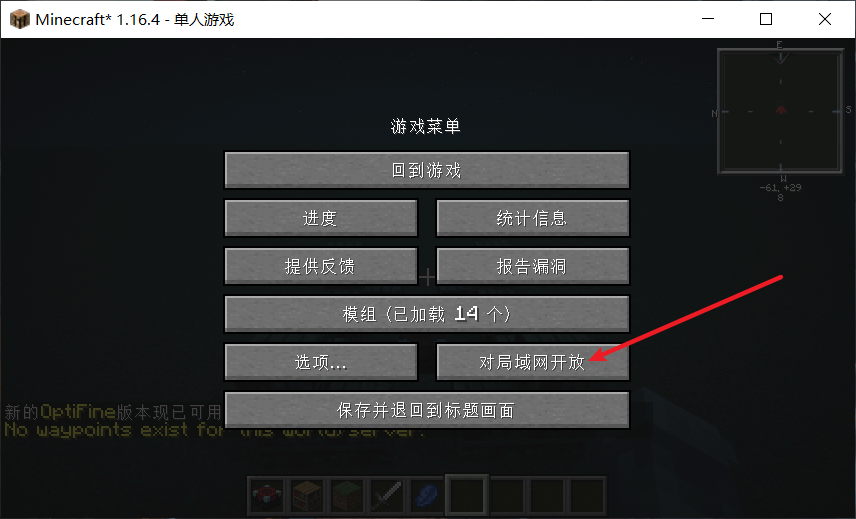 Minecraft* 1.16.4 - 单人游戏
E
N
S
W
-61, +29
8
游戏菜单
回到游戏
进度
统计信息
提供反馈
报告漏洞
模组 (已加载 14 个)
选项...
对局域网开放
新的OptiFine版本现已可用
保存并退回到标题画面
No waypoints exist for this world/server.